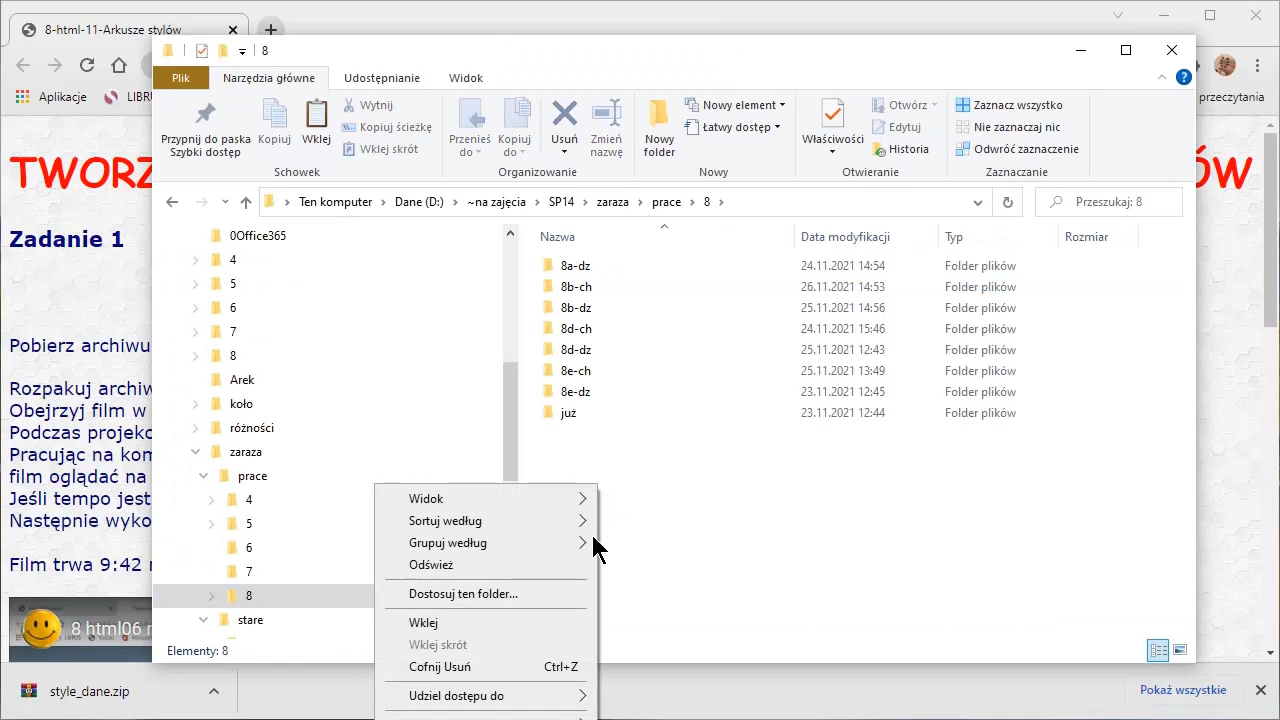 8-html-11-Arkusze stylów
8
Plik
Narzędzia główne
Udostępnianie
Widok
Aplikacje
LIBR
przeczytania
Przypnij do paska
Szybki dostęp
Kopiuj
Wklej
Wytnij
Kopiuj ścieżkę
Wklej skrót
Schowek
Przenieś
do
Kopiuj
do
Usuń
Zmień
nazwę
Organizowanie
Nowy
folder
Nowy element
Łatwy dostęp
Nowy
Właściwości
Otwórz
Edytuj
Historia
Otwieranie
Zaznacz wszystko
Nie zaznaczaj nic
Odwróć zaznaczenie
Zaznaczanie
Ten komputer
Dane (D:)
~na zajęcia
SP14
zaraza
prace
8
Przeszukaj: 8
TWORZ
ÓW
Zadanie 1
Pobierz archiwu
Rozpakuj archiw
Obejrzyj film w
Podczas projekc
Pracując na kom
film oglądać na
Jeśli tempo jest
Następnie wyko
Film trwa 9:42 m
8 html06 r
0Office365
4
5
6
7
8
Arek
koło
różności
zaraza
prace
4
5
6
7
8
stare
Elementy: 8
Nazwa Data modyfikacji Typ Rozmiar
8a-dz 24.11.2021 14:54 Folder plików
8b-ch 26.11.2021 14:53 Folder plików
8b-dz 25.11.2021 14:56 Folder plików
8d-ch 24.11.2021 15:46 Folder plików
8d-dz 25.11.2021 12:43 Folder plików
8e-ch 25.11.2021 13:49 Folder plików
8e-dz 23.11.2021 12:45 Folder plików
już 23.11.2021 12:44 Folder plików
Widok
Sortuj według
Grupuj według
Odśwież
Dostosuj ten folder...
Wklej
Wklej skrót
Cofnij Usuń Ctrl+Z
Udziel dostępu do
style_dane.zip
Pokaż wszystkie